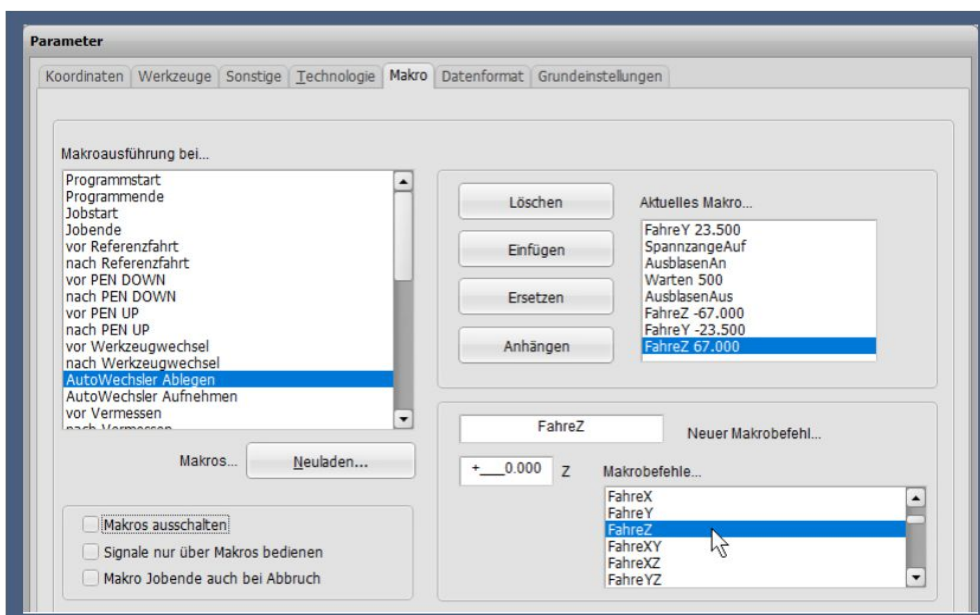 Parameter
Koordinaten Werkzeuge Sonstige Technologie Makro Datenformat Grundeinstellungen
Makroausführung bei...
Programmstart
Programmende
Jobstart
Jobende
vor Referenzfahrt
nach Referenzfahrt
vor PEN DOWN
nach PEN DOWN
vor PEN UP
nach PEN UP
vor Werkzeugwechsel
nach Werkzeugwechsel
AutoWechsler Ablegen
AutoWechsler Aufnehmen
vor Vermessen
nach Vermessen
Makros... Neuladen...
Makros ausschalten
Signale nur über Makros bedienen
Makro Jobende auch bei Abbruch
Löschen
Einfügen
Ersetzen
Anhängen
Aktuelles Makro...
FahreY 23.500
SpannzangeAuf
AusblasenAn
Warten 500
AusblasenAus
FahreZ -67.000
FahreY -23.500
FahreZ 67.000
FahreZ Neuer Makrobefehl...
+___0.000 Z Makrobefehle...
FahreX
FahreY
FahreZ
FahreXY
FahreXZ
FahreYZ